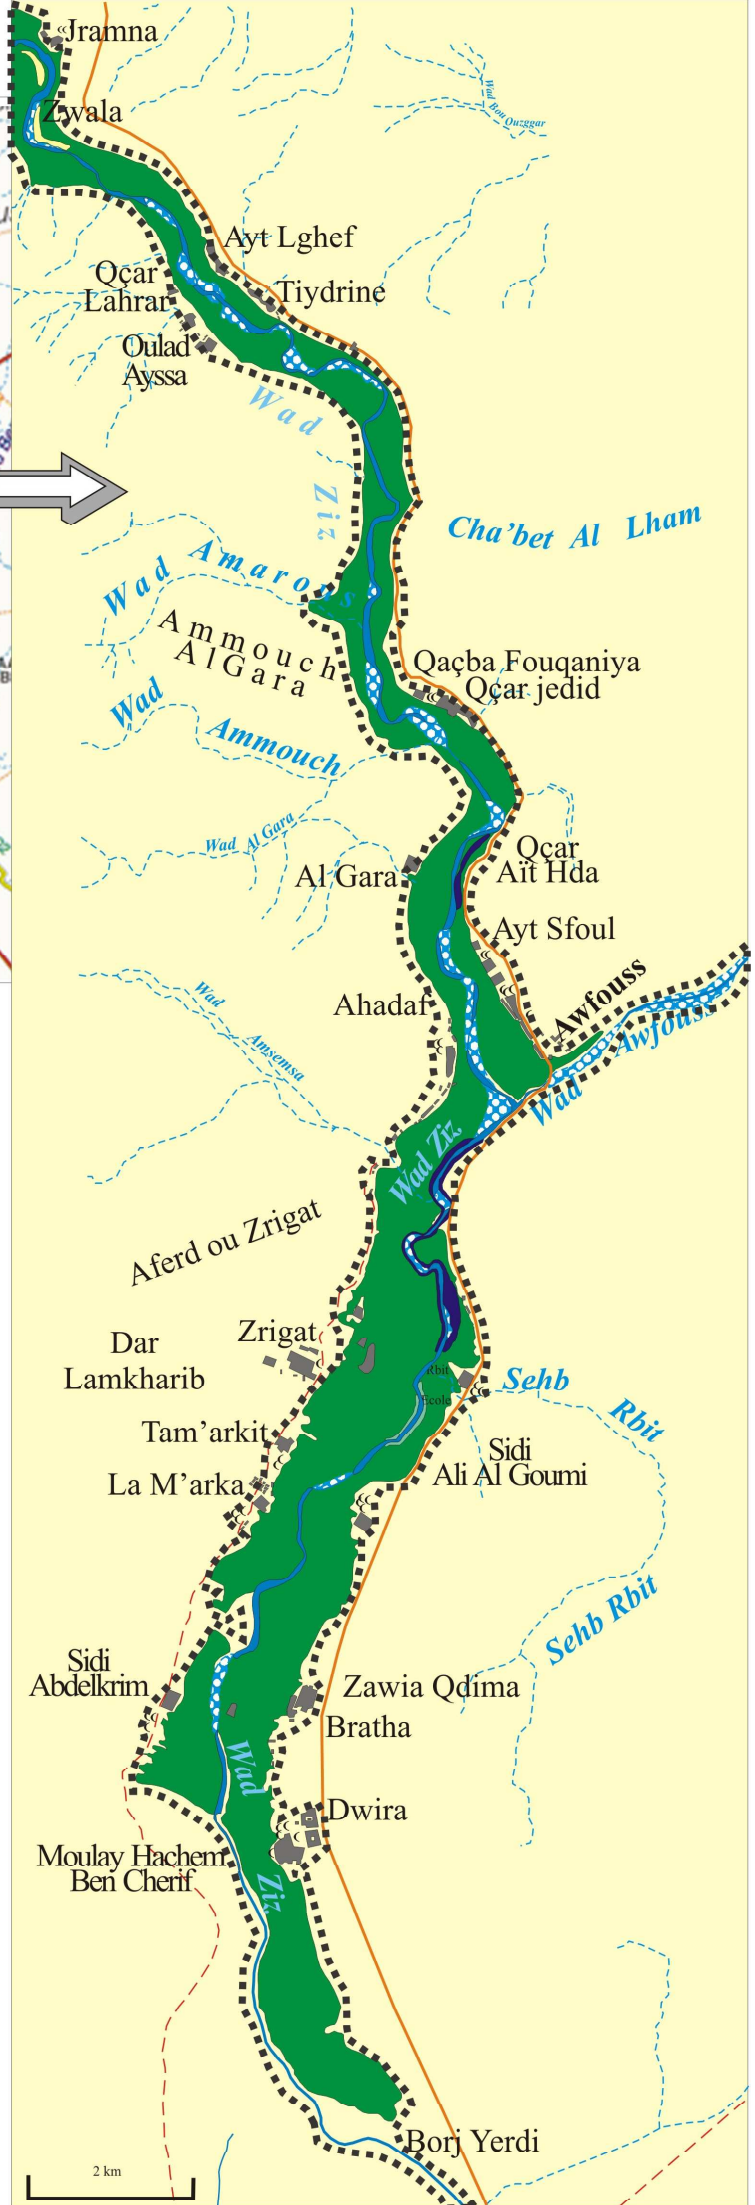 Jramna
Zwala
Wad Bou Ouzggar
Ayt Lghef
Qçar
Lahrar
Tiydrine
Oulad
Ayssa
Wad
Ziz
Cha'bet Al Lham
Wad Amarous
Ammouch
AlGara
Qaçba Fouqaniya
Qçar jedid
Wad
Ammouch
Wad Al Gara
Qçar
Aït Hda
Al Gara
Ayt Sfoul
Awfouss
Ahadaf
Wad
Amsemsa
Wad Awfouss
Wad Ziz
Aferd ou Zrigat
Zrigat
Dar
Lamkharib
Rbit
Ecole
Sehb
Rbit
Tam'arkit
Sidi
Ali Al Goumi
La M'arka
Sehb Rbit
Sidi
Abdelkrim
Zawia Qdima
Bratha
Wad
Dwira
Moulay Hachem
Ben Cherif
Ziz
Borj Yerdi
2 km